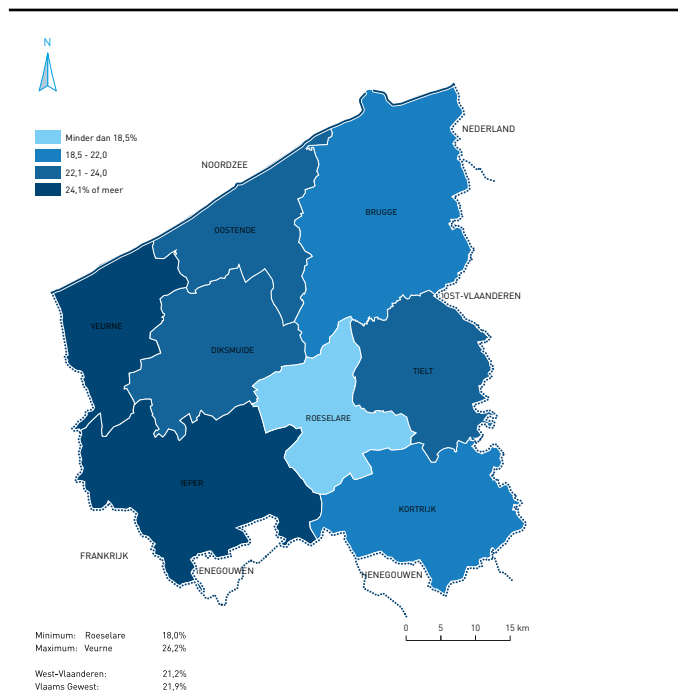 N
NEDERLAND
Minder dan 18,5%
18,5 - 22,0
22,1 - 24,0
24,1% of meer
NOORDZEE
BRUGGE
OOSTENDE
OOST-VLAANDEREN
VEURNE
DIKSMUIDE
TIELT
ROESELARE
IEPER
KORTRIJK
FRANKRIJK
HENEGOUWEN
HENEGOUWEN
0 5 10 15 km
Minimum: Roeselare 18,0%
Maximum: Veurne 26,2%
West-Vlaanderen: 21,2%
Vlaams Gewest: 21,9%